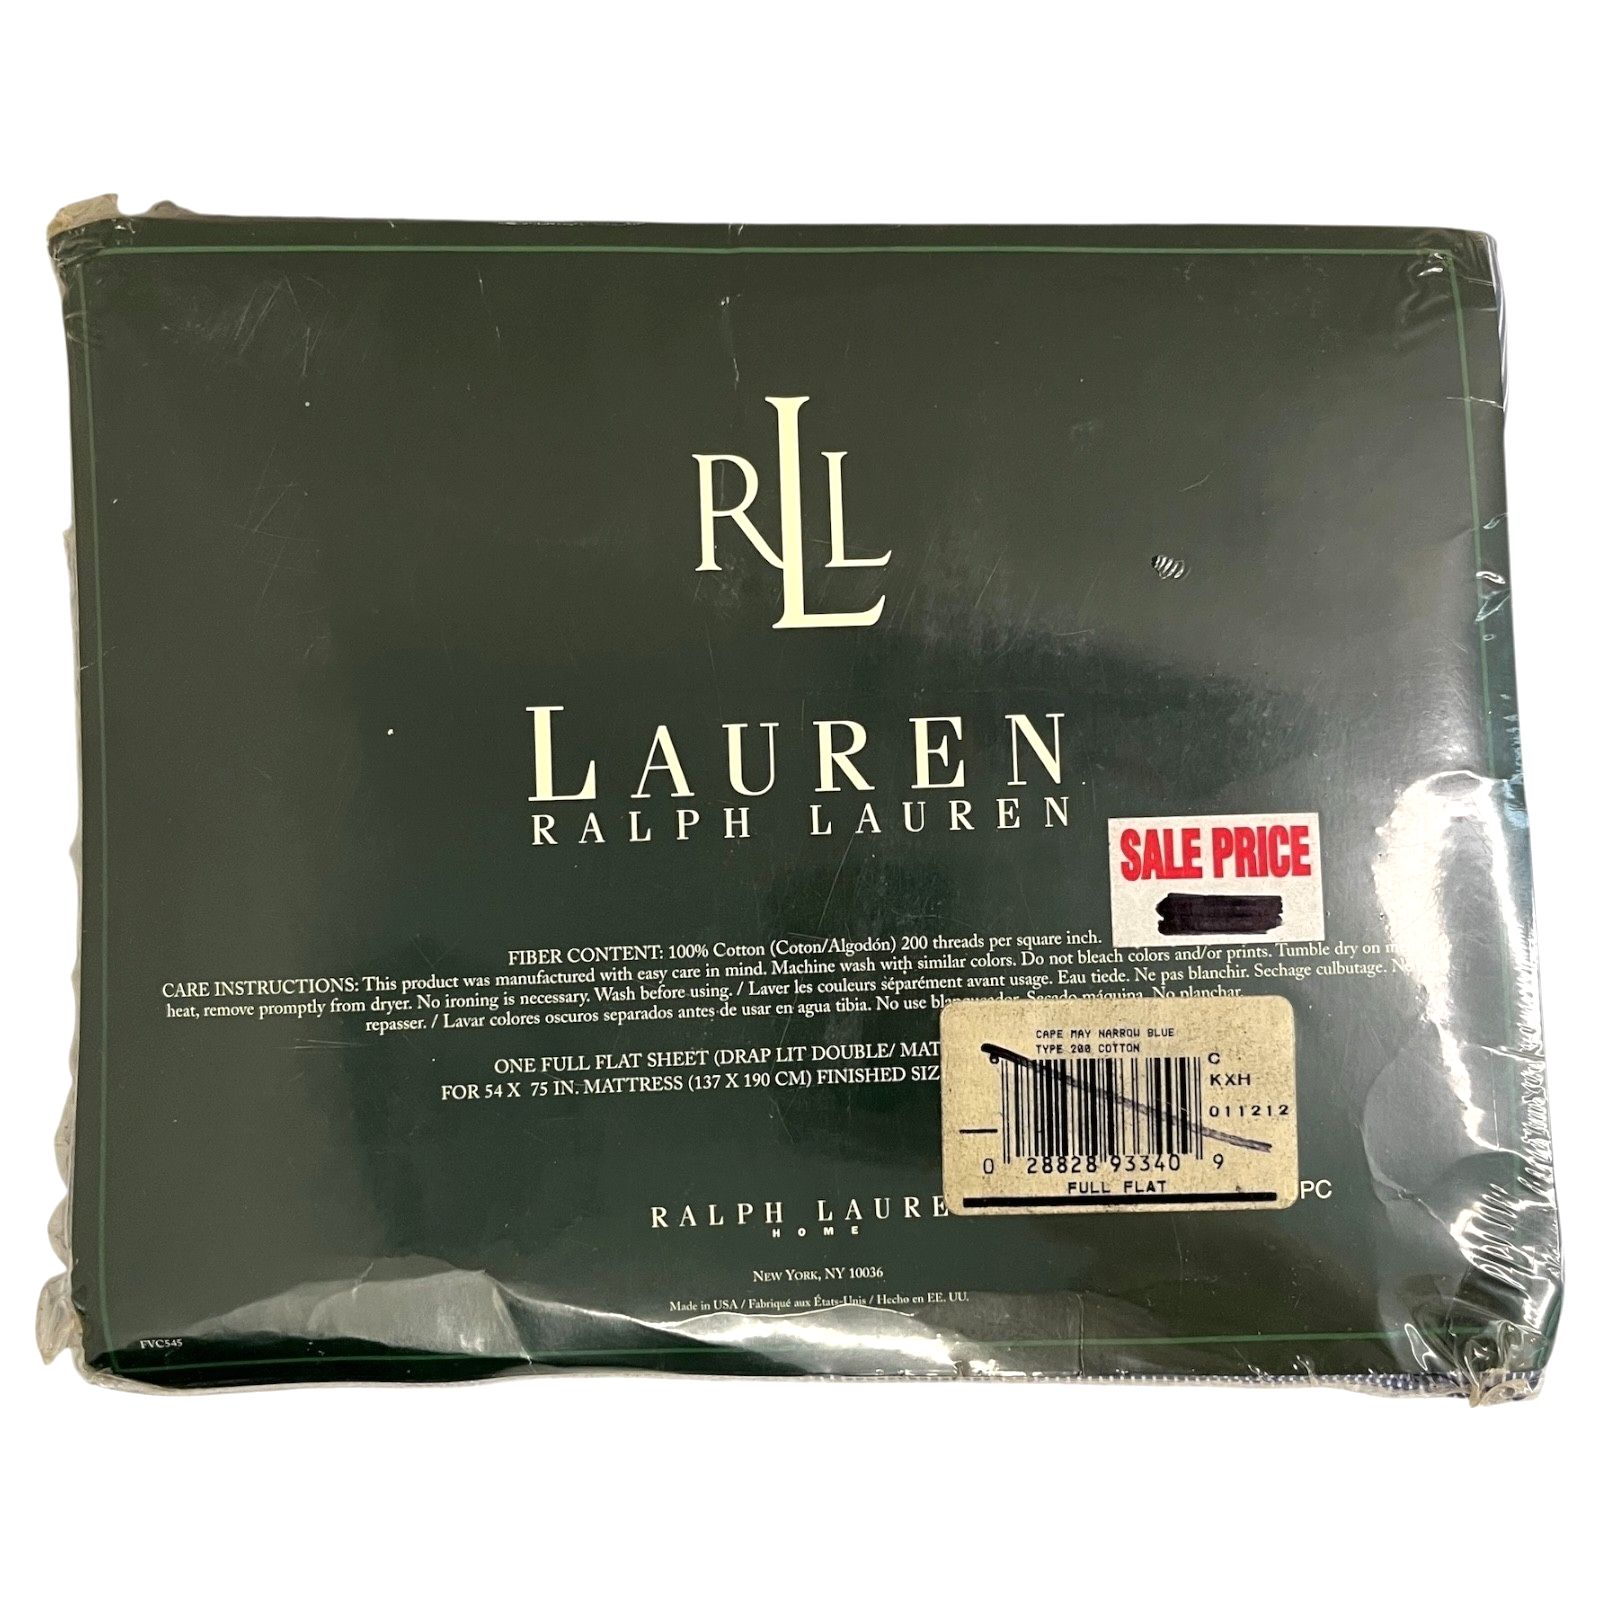 RLL
LAUREN
RALPH LAUREN
SALE PRICE
FIBER CONTENT: 100% Cotton (Coton/Algodón) 200 threads per square inch.
CARE INSTRUCTIONS: This product was manufactured with easy care in mind. Machine wash with similar colors. Do not bleach colors and/or prints. Tumble dry on
heat, remove promptly from dryer. No ironing is necessary. Wash before using. / Laver les couleurs séparément avant usage. Eau tiede. Ne pas blanchir. Sechage culbutage.
repasser. / Lavar colores oscuros separados antes de usar en agua tibia. No use blanqueador. Secado máquina. No planchar.
ONE FULL FLAT SHEET (DRAP LIT DOUBLE/ MAT
FOR 54 X 75 IN. MATTRESS (137 X 190 CM) FINISHED SIZ
CAPE MAY NARROW BLUE
TYPE 200 COTTON
C
KXH
011212
0 28828 93340 9
FULL FLAT
PC
RALPH LAURE
HOME
NEW YORK, NY 10036
Made in USA / Fabriqué aux États-Unis / Hecho en EE. UU.
FVC545